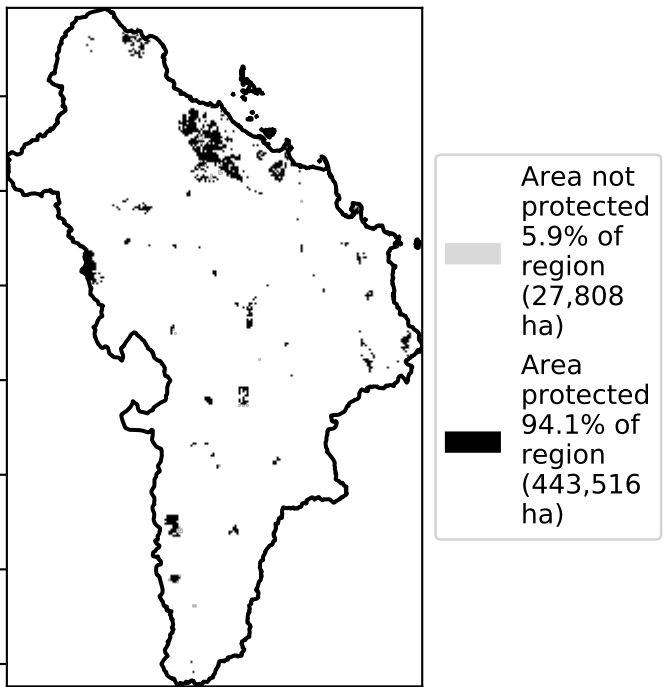 Area not
protected
5.9% of
region
(27,808
ha)
Area
protected
94.1% of
region
(443,516
ha)